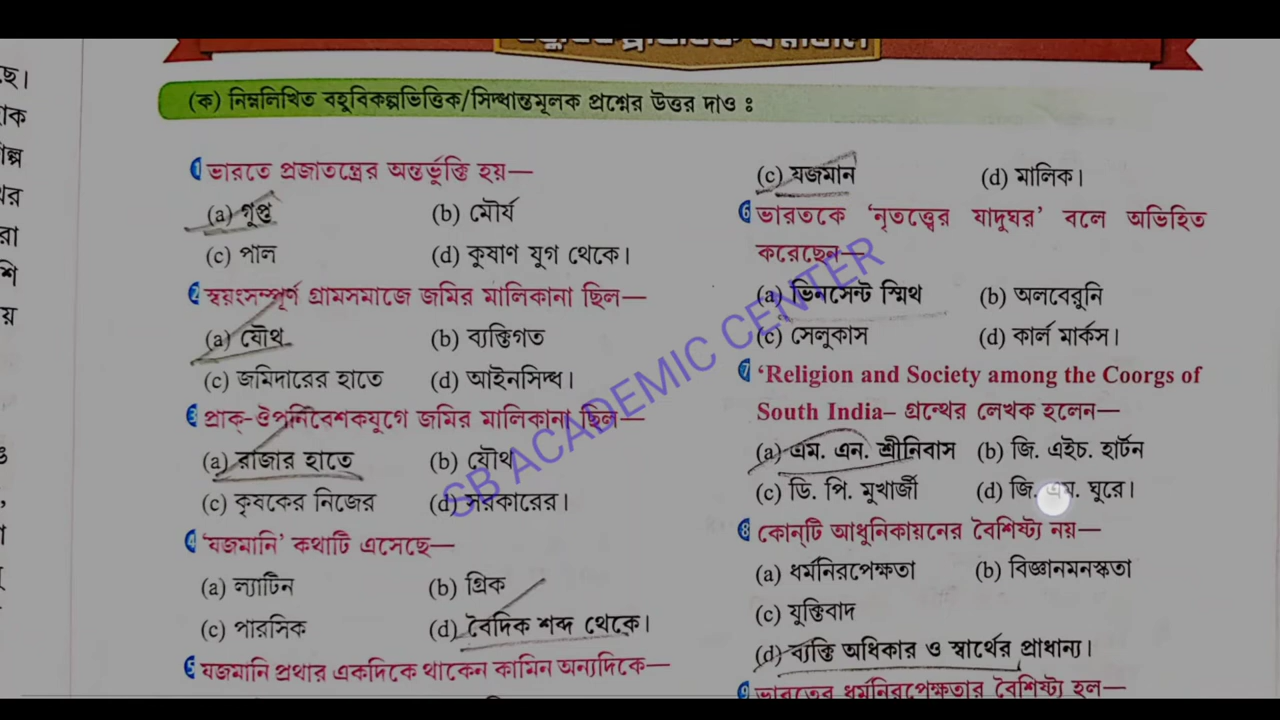 (ক) নিম্নলিখিত বহুবিকল্পভিত্তিক/সিদ্ধান্তমূলক প্রশ্নের উত্তর দাও :
1 ভারতে প্রজাতন্ত্রের অন্তর্ভুক্তি হয়—
(a) গুপ্ত (b) মৌর্য
(c) পাল (d) কুষাণ যুগ থেকে।
2 স্বয়ংসম্পূর্ণ গ্রামসমাজে জমির মালিকানা ছিল—
(a) যৌথ (b) ব্যক্তিগত
(c) জমিদারের হাতে (d) আইনসিদ্ধ।
3 প্রাক্-ঔপনিবেশকযুগে জমির মালিকানা ছিল—
(a) রাজার হাতে (b) যৌথ
(c) কৃষকের নিজের (d) সরকারের।
4 ‘যজমানি’ কথাটি এসেছে—
(a) ল্যাটিন (b) গ্রিক
(c) পারসিক (d) বৈদিক শব্দ থেকে।
5 যজমানি প্রথার একদিকে থাকেন কামিন অন্যদিকে—
(c) যজমান (d) মালিক।
6 ভারতকে ‘নৃতত্ত্বের যাদুঘর’ বলে অভিহিত
করেছেন—
(a) ভিনসেন্ট স্মিথ (b) অলবেরুনি
(c) সেলুকাস (d) কার্ল মার্কস।
7 ‘Religion and Society among the Coorgs of
South India– গ্রন্থের লেখক হলেন—
(a) এম. এন. শ্রীনিবাস (b) জি. এইচ. হার্টন
(c) ডি. পি. মুখার্জী (d) জি. এস. ঘুরে।
8 কোন্‌টি আধুনিকায়নের বৈশিষ্ট্য নয়—
(a) ধর্মনিরপেক্ষতা (b) বিজ্ঞানমনস্কতা
(c) যুক্তিবাদ
(d) ব্যক্তি অধিকার ও স্বার্থের প্রাধান্য।
9 ভারতের ধর্মনিরপেক্ষতার বৈশিষ্ট্য হল—
GB ACADEMIC CENTER